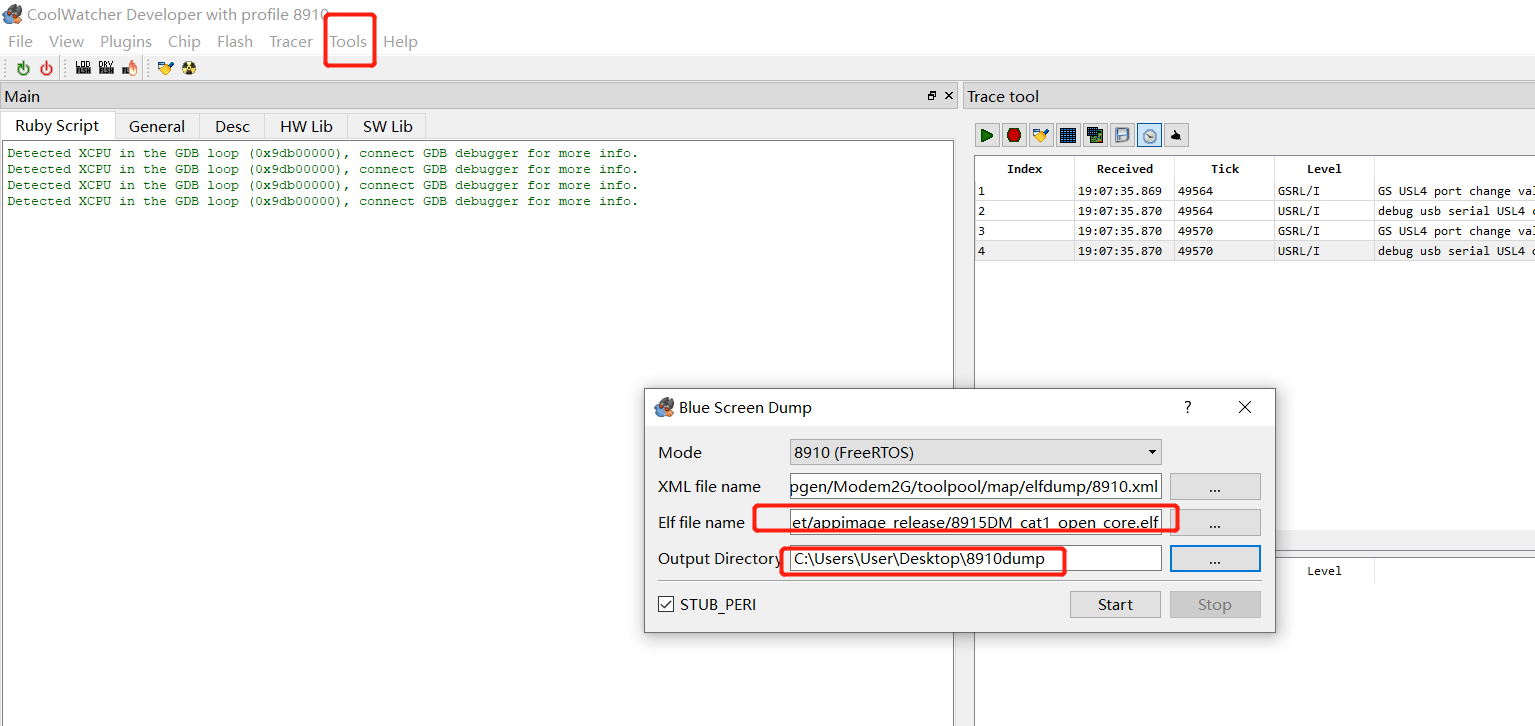 CoolWatcher Developer with profile 8910
File View Plugins Chip Flash Tracer Tools Help
LOD FLSH DRV FLSH
Main
Trace tool
Ruby Script General Desc HW Lib SW Lib
Detected XCPU in the GDB loop (0x9db00000), connect GDB debugger for more info.
Detected XCPU in the GDB loop (0x9db00000), connect GDB debugger for more info.
Detected XCPU in the GDB loop (0x9db00000), connect GDB debugger for more info.
Detected XCPU in the GDB loop (0x9db00000), connect GDB debugger for more info.
Index Received Tick Level
1 19:07:35.869 49564 GSRL/I GS USL4 port change val
2 19:07:35.870 49564 USRL/I debug usb serial USL4
3 19:07:35.870 49570 GSRL/I GS USL4 port change val
4 19:07:35.870 49570 USRL/I debug usb serial USL4
Blue Screen Dump
?
Mode 8910 (FreeRTOS)
XML file name pgen/Modem2G/toolpool/map/elfdump/8910.xml ...
Elf file name et/appimage_release/8915DM_cat1_open_core.elf ...
Output Directory C:\Users\User\Desktop\8910dump ...
STUB_PERI Start Stop
Level